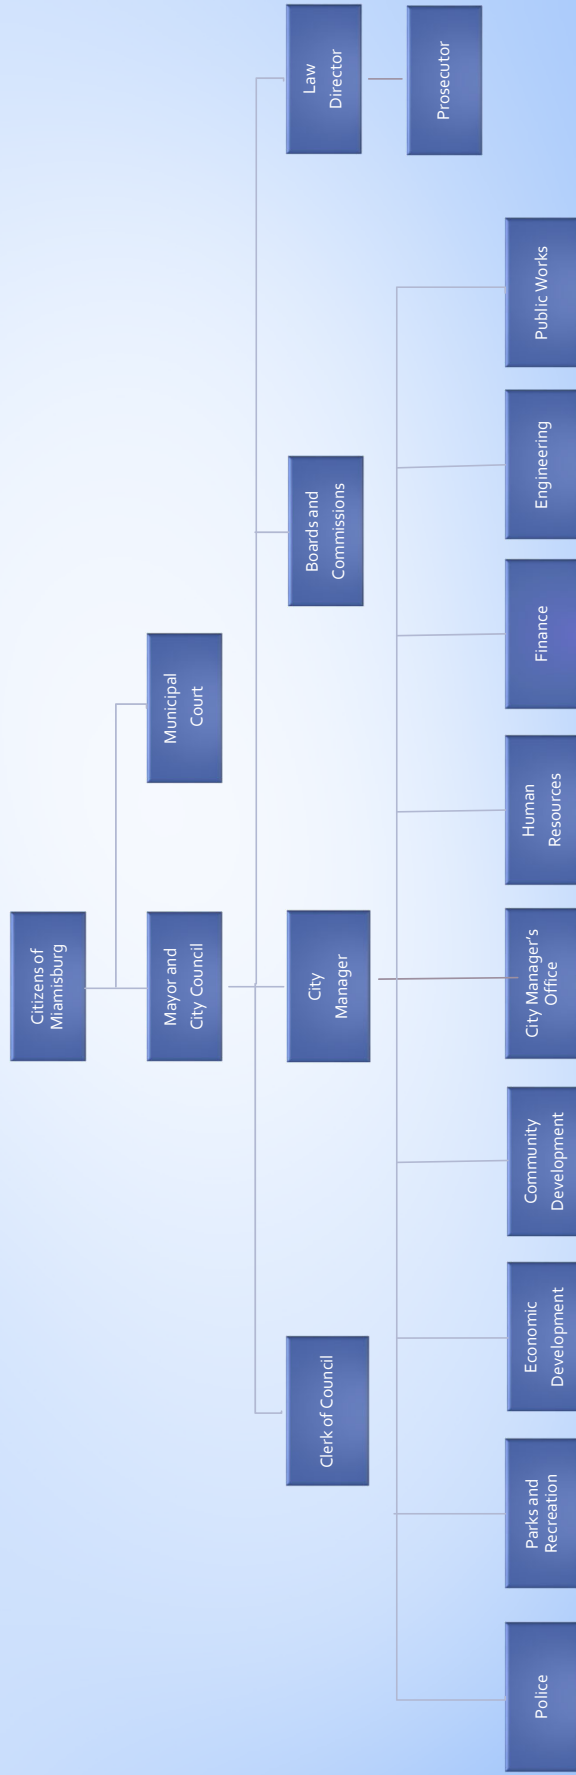 Citizens of
Miamisburg
Mayor and
City Council
Municipal
Court
Clerk of Council
City
Manager
Boards and
Commissions
Law
Director
Prosecutor
Police
Parks and
Recreation
Economic
Development
Community
Development
City Manager’s
Office
Human
Resources
Finance
Engineering
Public Works